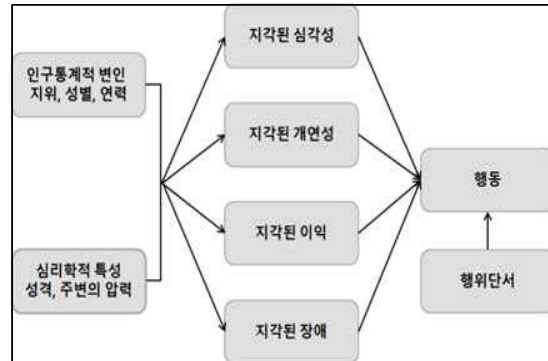 인구통계적 변인
지위, 성별, 연력
심리학적 특성
성격, 주변의 압력
지각된 심각성
지각된 개연성
지각된 이익
지각된 장애
행동
행위단서